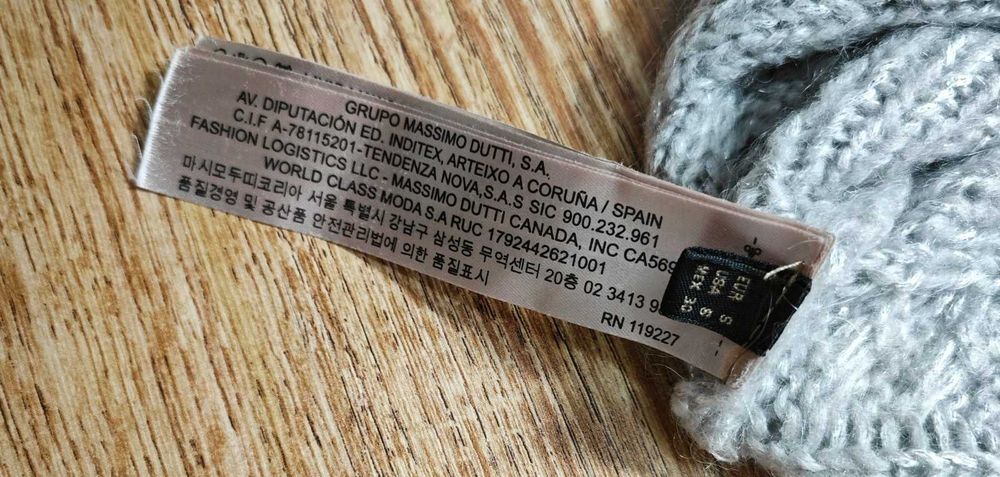 GRUPO MASSIMO DUTTI, S.A.
AV. DIPUTACIÓN ED. INDITEX, ARTEIXO A CORUÑA / SPAIN
C.I.F A-78115201-TENDENZA NOVA,S.A.S SIC 900.232.961
FASHION LOGISTICS LLC - MASSIMO DUTTI CANADA, INC CA569
WORLD CLASS MODA S.A RUC 1792442621001
마시모두띠코리아 서울 특별시 강남구 삼성동 무역센터 20층 02 3413 9
품질경영 및 공산품 안전관리법에 의한 품질표시
RN 119227
EUR S
USA S
MEX 30